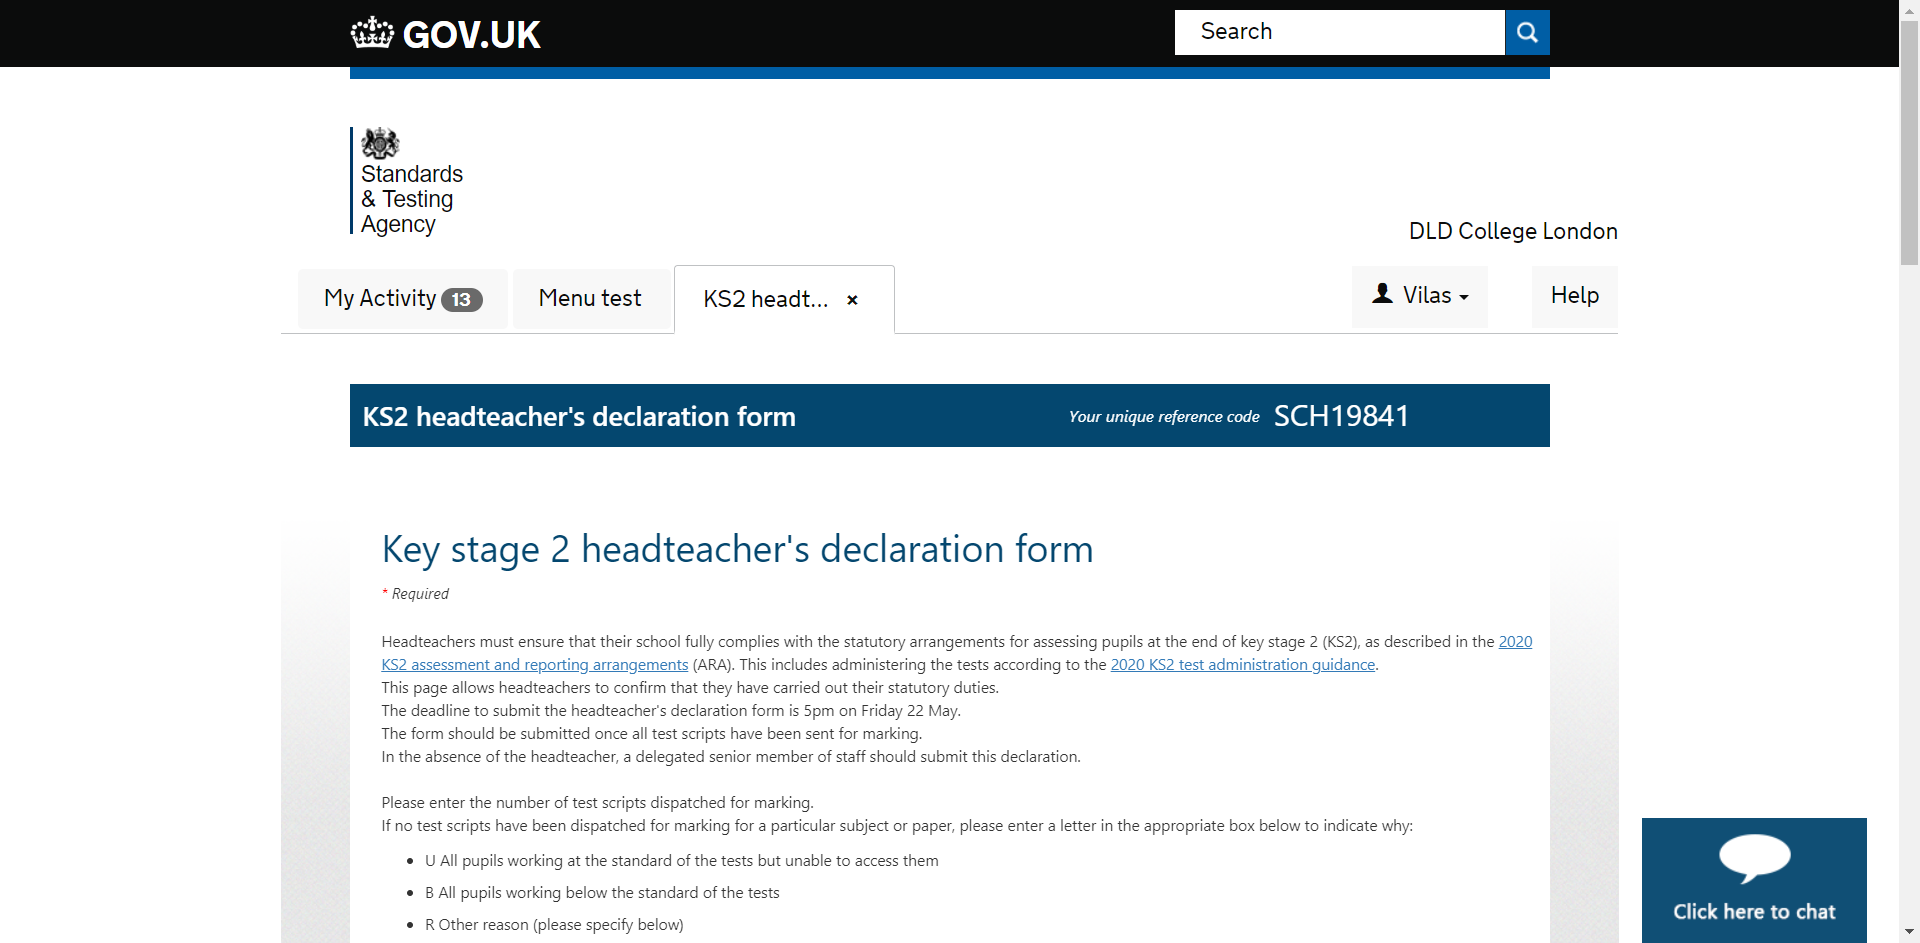 GOV.UK
Search
Standards
& Testing
Agency
DLD College London
My Activity 13
Menu test
KS2 headt... ×
Vilas
Help
KS2 headteacher's declaration form
Your unique reference code SCH19841
Key stage 2 headteacher's declaration form
* Required
Headteachers must ensure that their school fully complies with the statutory arrangements for assessing pupils at the end of key stage 2 (KS2), as described in the 2020
KS2 assessment and reporting arrangements (ARA). This includes administering the tests according to the 2020 KS2 test administration guidance.
This page allows headteachers to confirm that they have carried out their statutory duties.
The deadline to submit the headteacher's declaration form is 5pm on Friday 22 May.
The form should be submitted once all test scripts have been sent for marking.
In the absence of the headteacher, a delegated senior member of staff should submit this declaration.
Please enter the number of test scripts dispatched for marking.
If no test scripts have been dispatched for marking for a particular subject or paper, please enter a letter in the appropriate box below to indicate why:
• U All pupils working at the standard of the tests but unable to access them
• B All pupils working below the standard of the tests
• R Other reason (please specify below)
Click here to chat